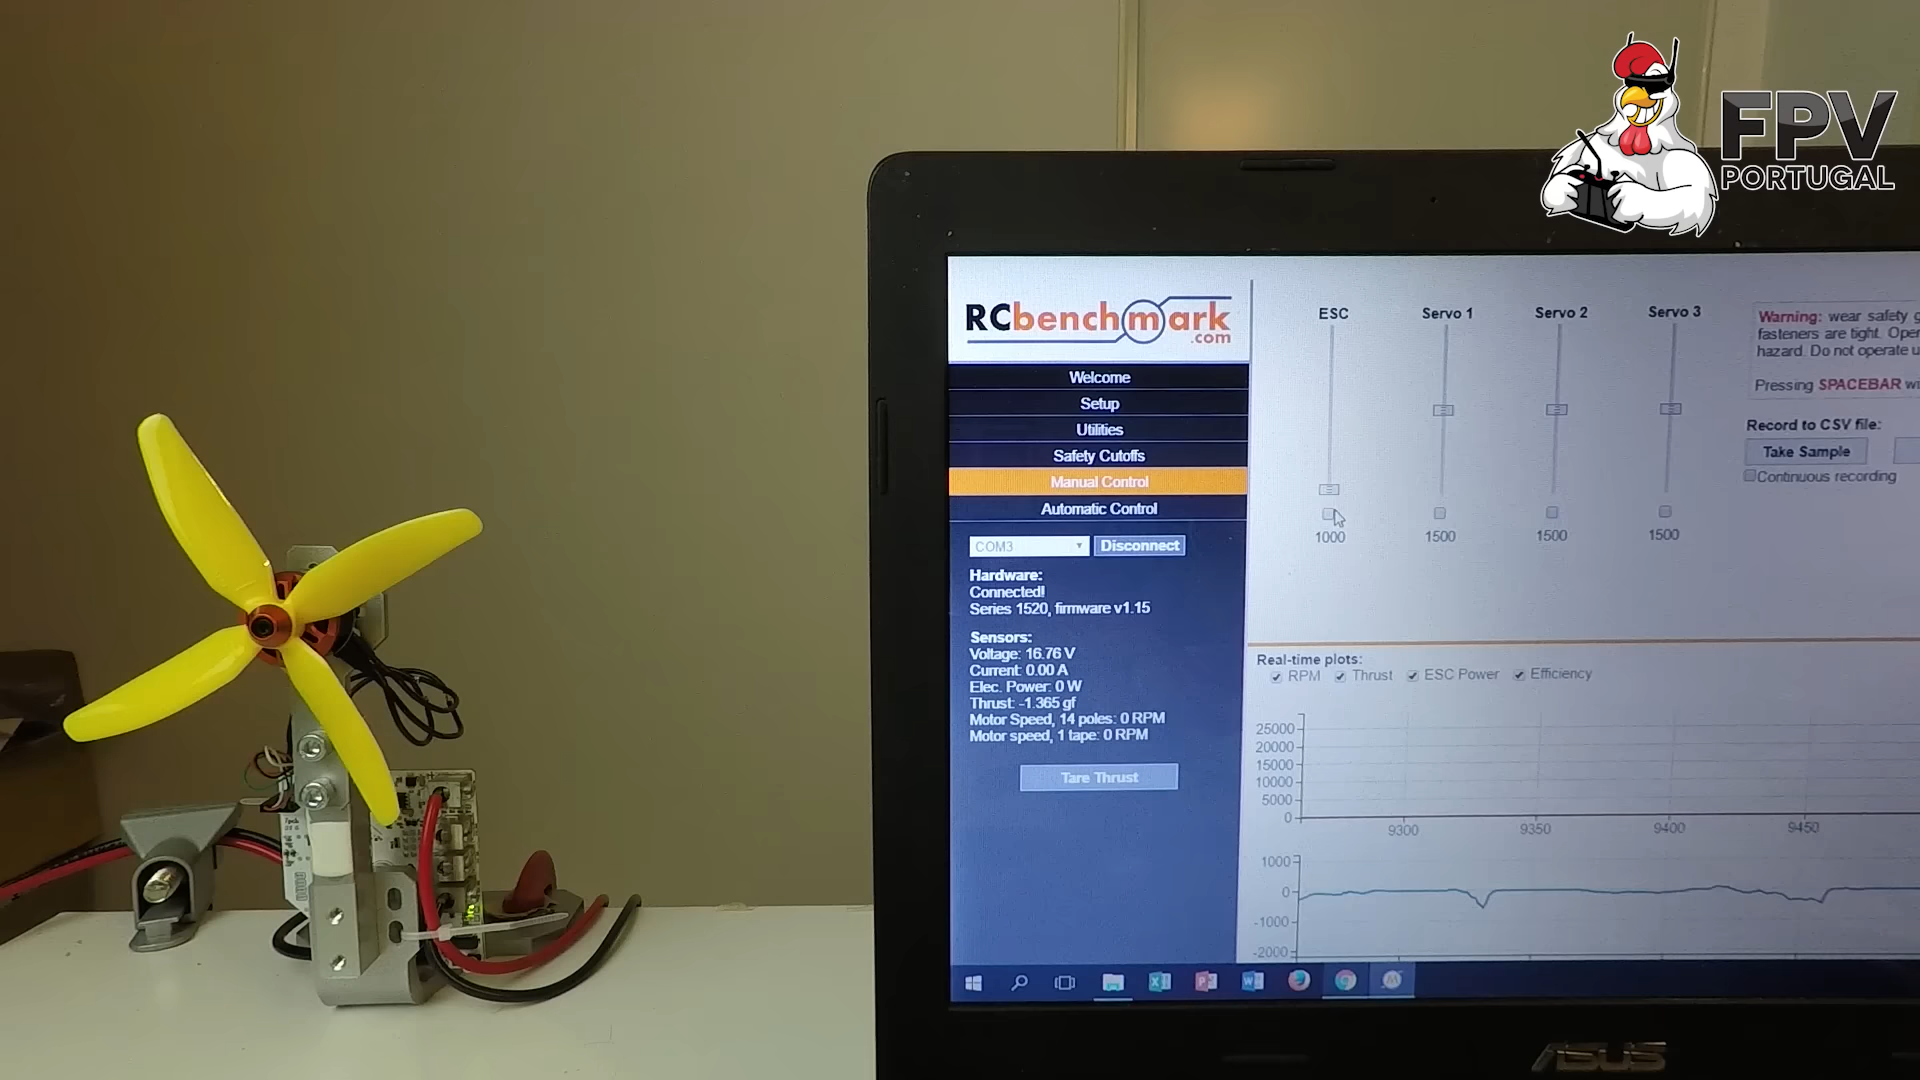 FPV
PORTUGAL
RCbenchmark
.com
Welcome
Setup
Utilities
Safety Cutoffs
Manual Control
Automatic Control
COM3
Disconnect
Hardware:
Connected!
Series 1520, firmware v1.15
Sensors:
Voltage: 16.76 V
Current: 0.00 A
Elec. Power: 0 W
Thrust: -1.365 gf
Motor Speed, 14 poles: 0 RPM
Motor speed, 1 tape: 0 RPM
Tare Thrust
ESC Servo 1 Servo 2 Servo 3
1000 1500 1500 1500
Warning: wear safety g
fasteners are tight. Oper
hazard. Do not operate u
Pressing SPACEBAR wi
Record to CSV file:
Take Sample
Continuous recording
Real-time plots:
RPM Thrust ESC Power Efficiency
25000
20000
15000
10000
5000
0
9300 9350 9400 9450
1000
0
-1000
-2000
ASUS